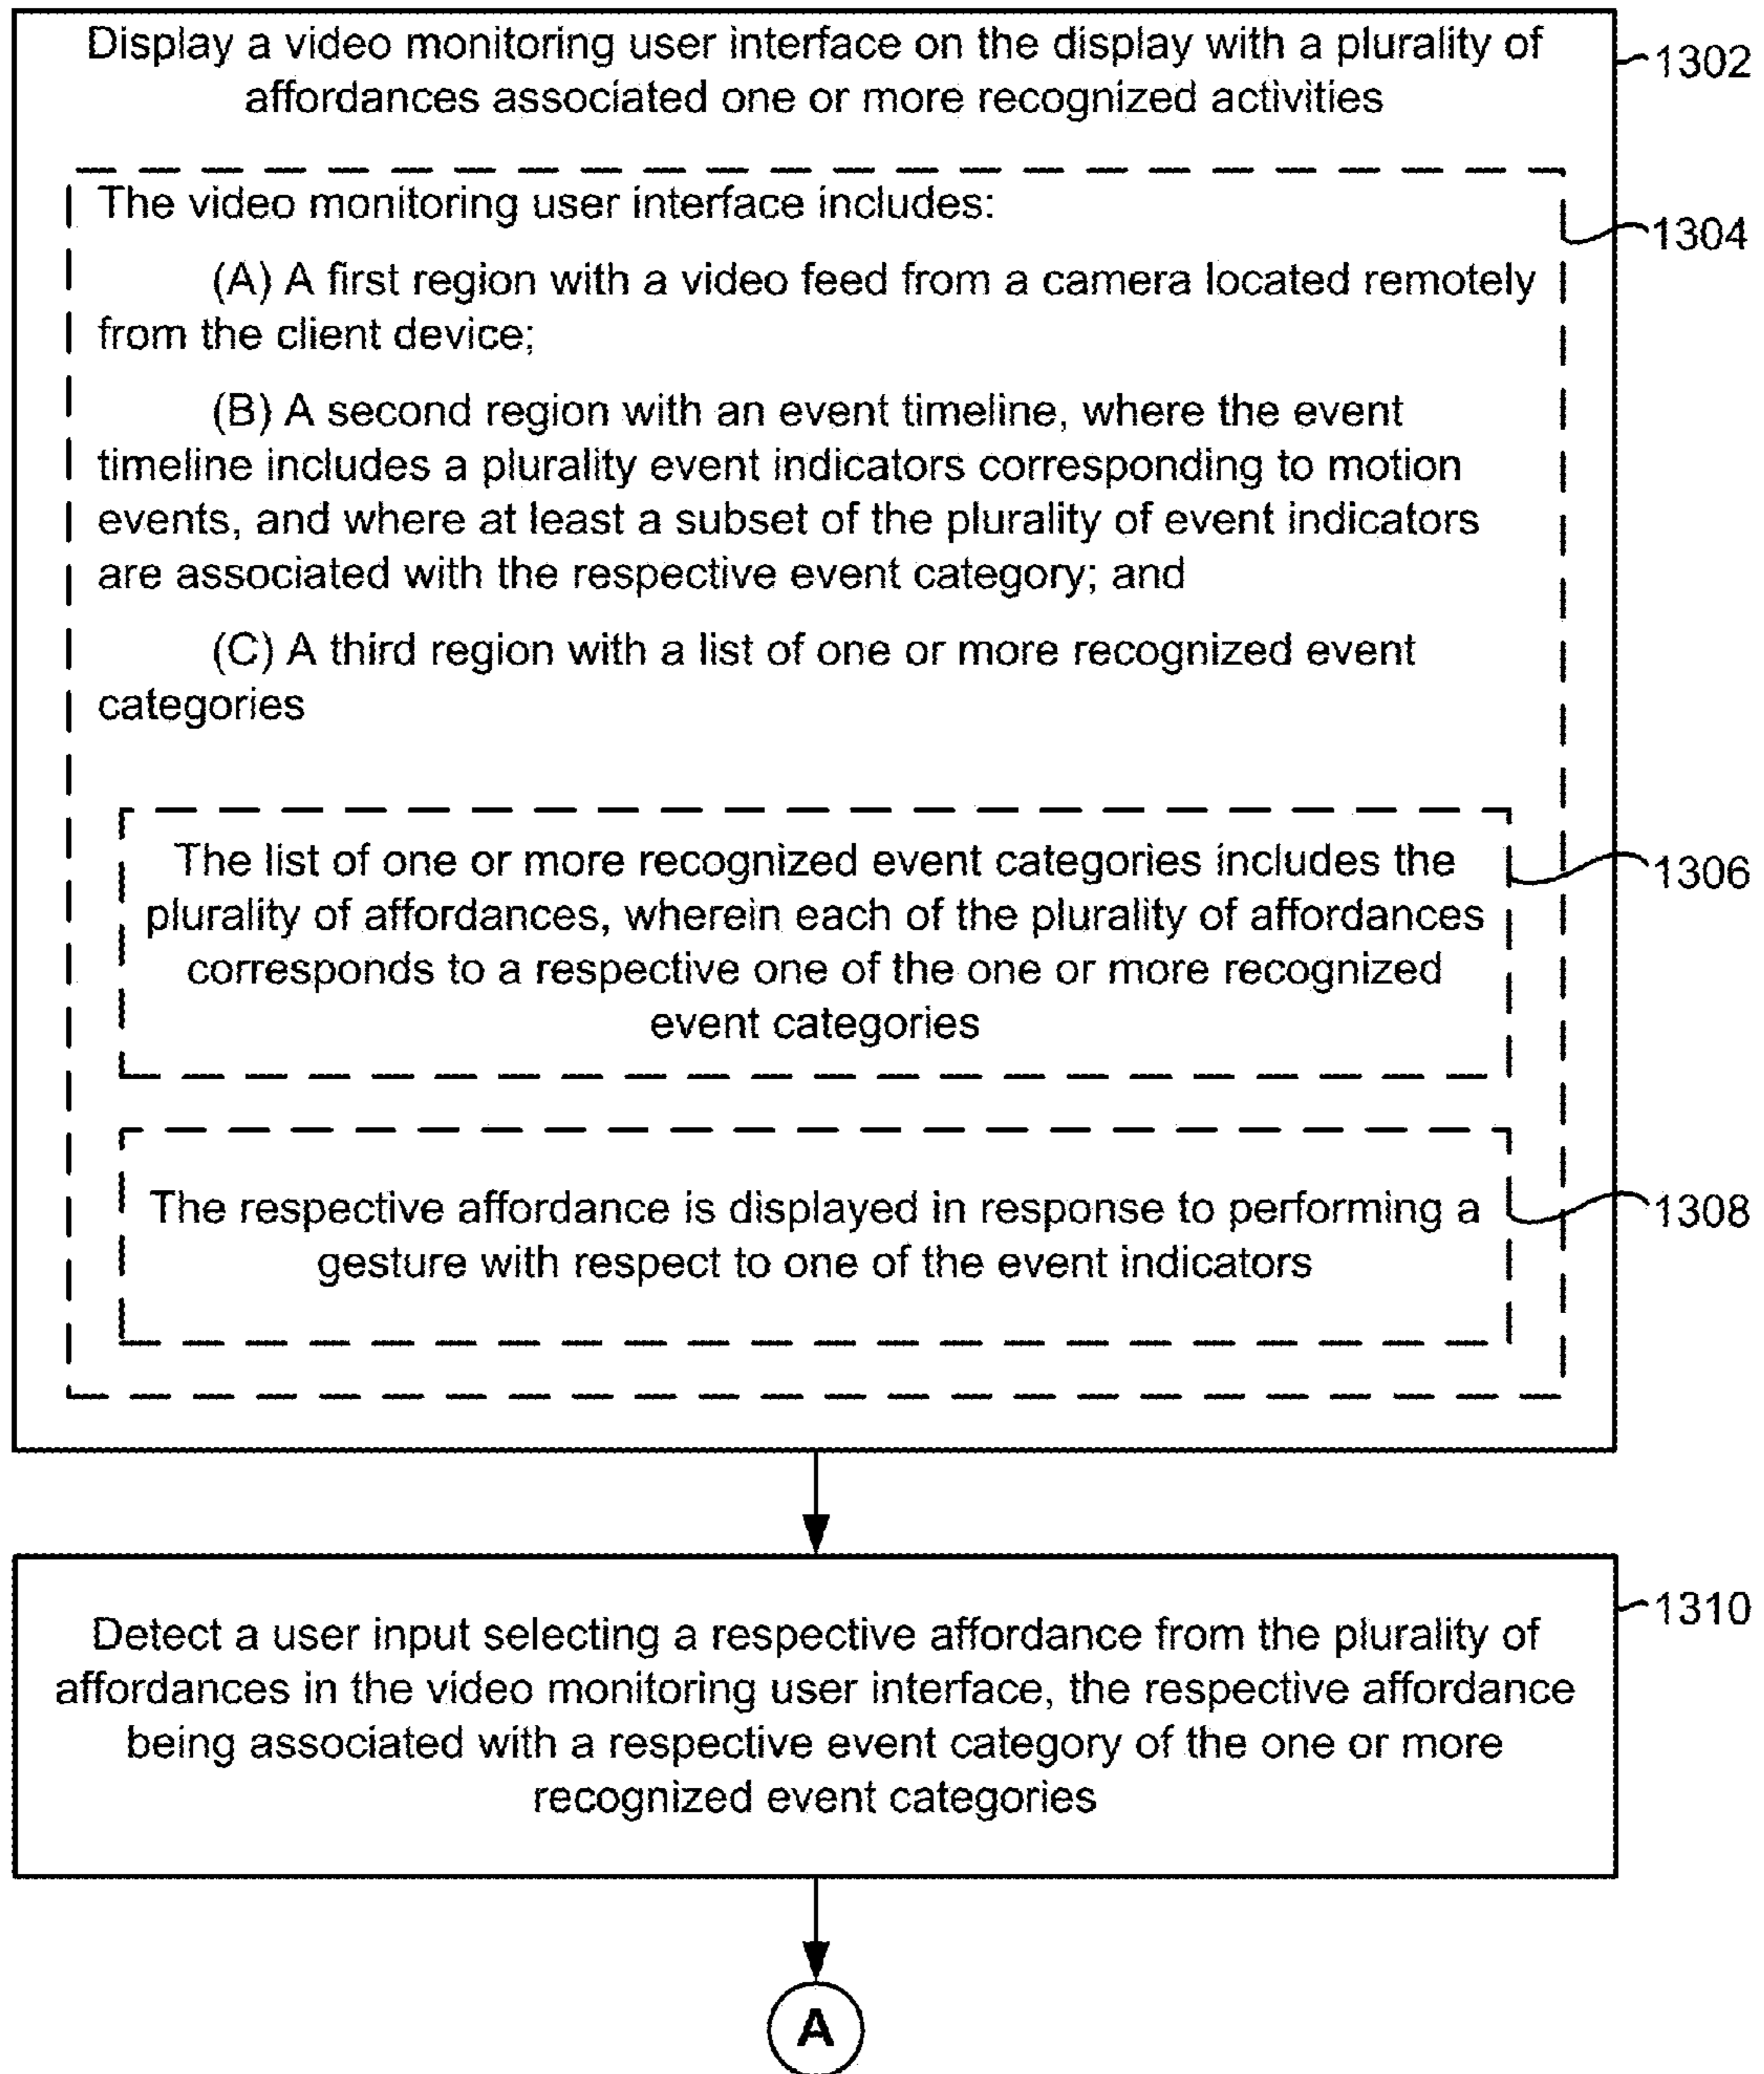 Display a video monitoring user interface on the display with a plurality of
affordances associated one or more recognized activities
1302
The video monitoring user interface includes:
1304
(A) A first region with a video feed from a camera located remotely
from the client device;
(B) A second region with an event timeline, where the event
timeline includes a plurality event indicators corresponding to motion
events, and where at least a subset of the plurality of event indicators
are associated with the respective event category; and
(C) A third region with a list of one or more recognized event
categories
The list of one or more recognized event categories includes the
1306
plurality of affordances, wherein each of the plurality of affordances
corresponds to a respective one of the one or more recognized
event categories
The respective affordance is displayed in response to performing a
1308
gesture with respect to one of the event indicators
1310
Detect a user input selecting a respective affordance from the plurality of
affordances in the video monitoring user interface, the respective affordance
being associated with a respective event category of the one or more
recognized event categories
A